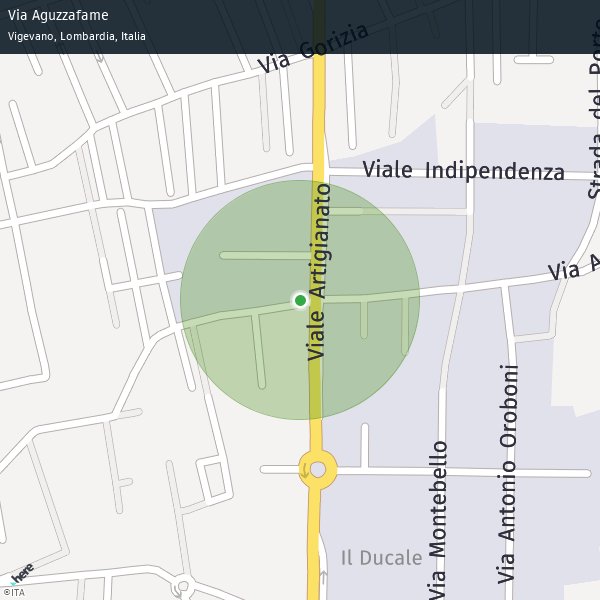 Via Aguzzafame
Vigevano, Lombardia, Italia
Via Gorizia
Strada del Porto
Viale Indipendenza
Viale Artigianato
Via A
Via Antonio Oroboni
Via Montebello
Il Ducale
here
©ITA